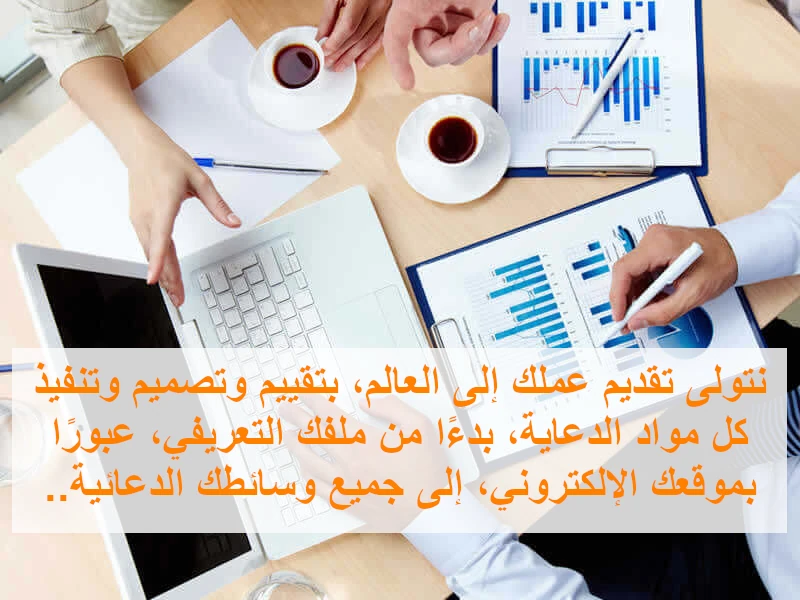 نتولى تقديم عملك إلى العالم، بتقييم وتصميم وتنفيذ
كل مواد الدعاية، بدءًا من ملفك التعريفي، عبورًا
بموقعك الإلكتروني، إلى جميع وسائطك الدعائية..